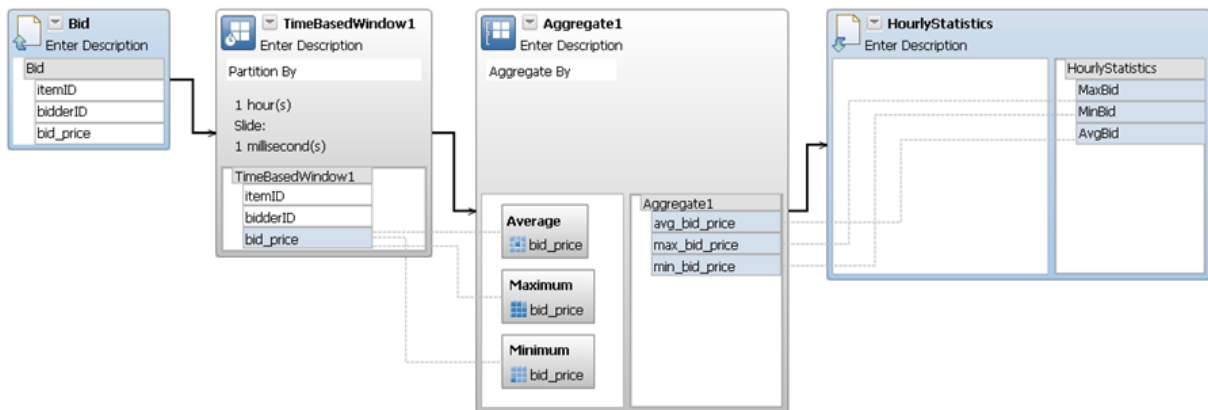 Bid
Enter Description
Bid
itemID
bidderID
bid_price
TimeBasedWindow1
Enter Description
Partition By
1 hour(s)
Slide:
1 millisecond(s)
TimeBasedWindow1
itemID
bidderID
bid_price
Aggregate1
Enter Description
Aggregate By
Average
bid_price
Maximum
bid_price
Minimum
bid_price
Aggregate1
avg_bid_price
max_bid_price
min_bid_price
HourlyStatistics
Enter Description
HourlyStatistics
MaxBid
MinBid
AvgBid